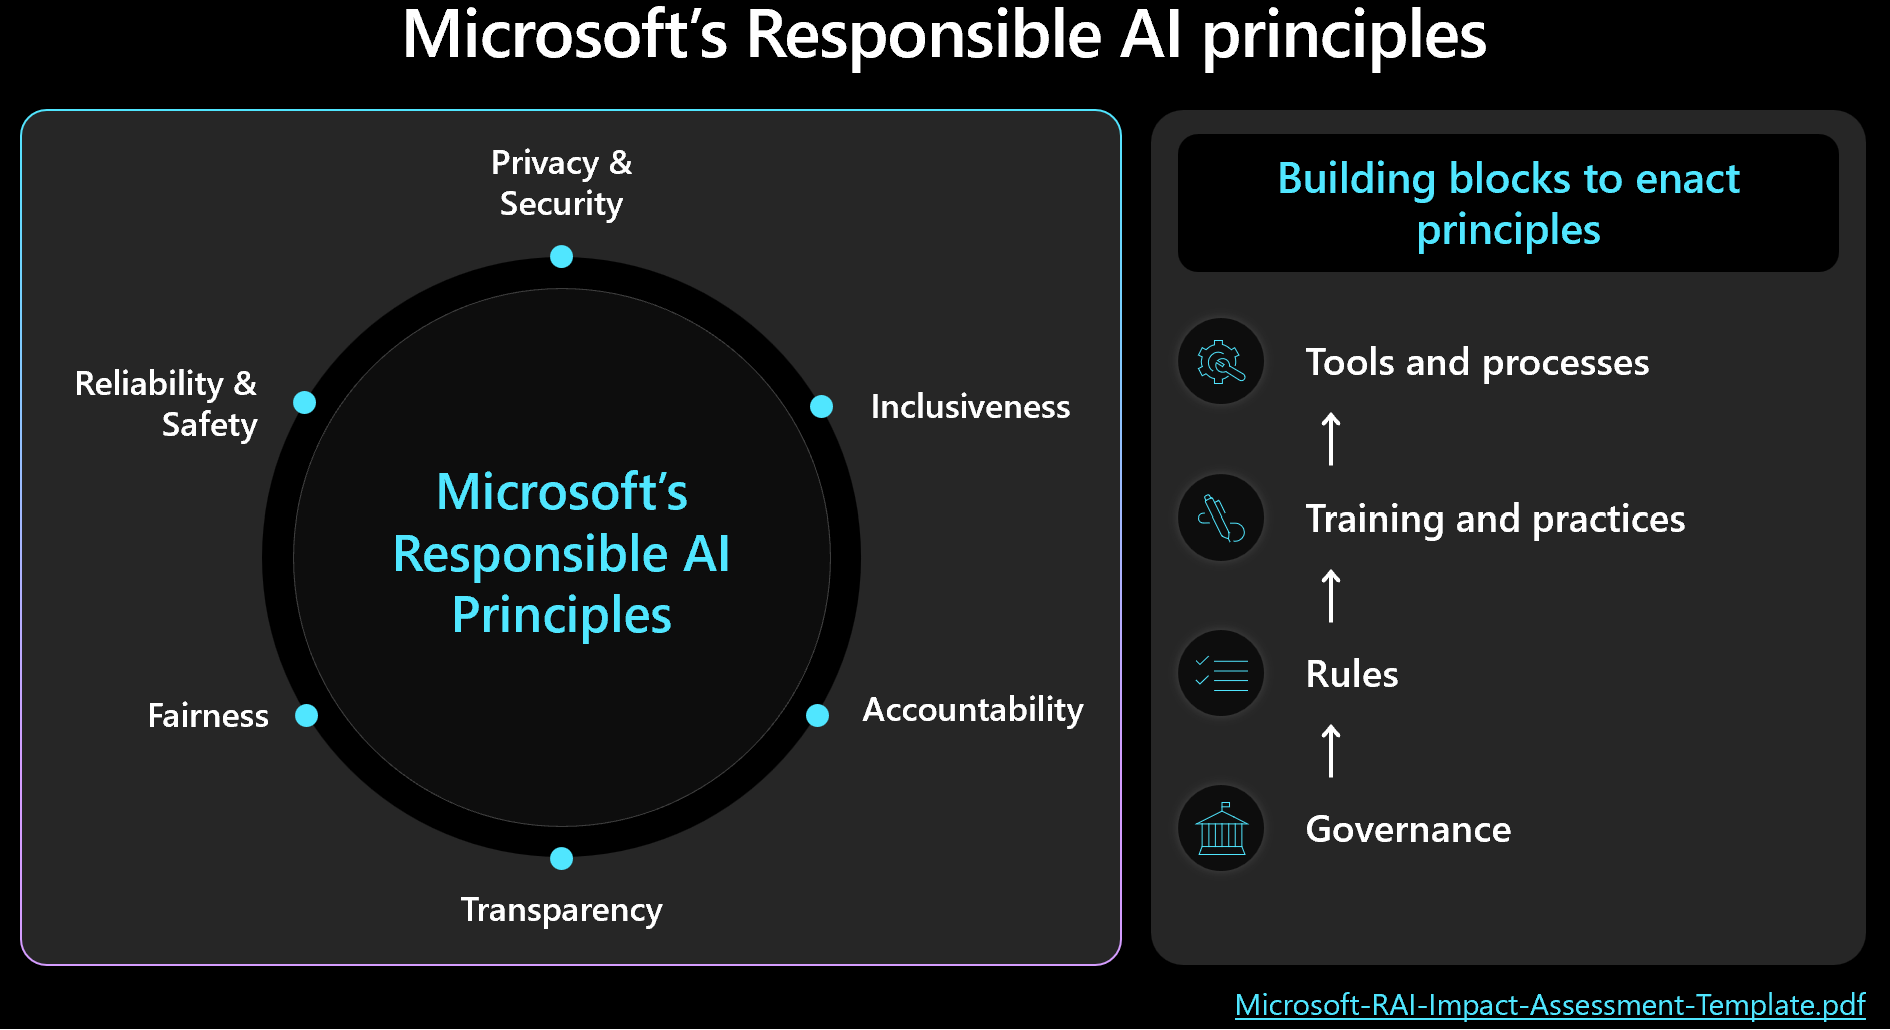 Microsoft’s Responsible AI principles
Privacy &
Security
Reliability &
Safety
Inclusiveness
Microsoft’s
Responsible AI
Principles
Fairness
Accountability
Transparency
Building blocks to enact
principles
Tools and processes
Training and practices
Rules
Governance
Microsoft-RAI-Impact-Assessment-Template.pdf